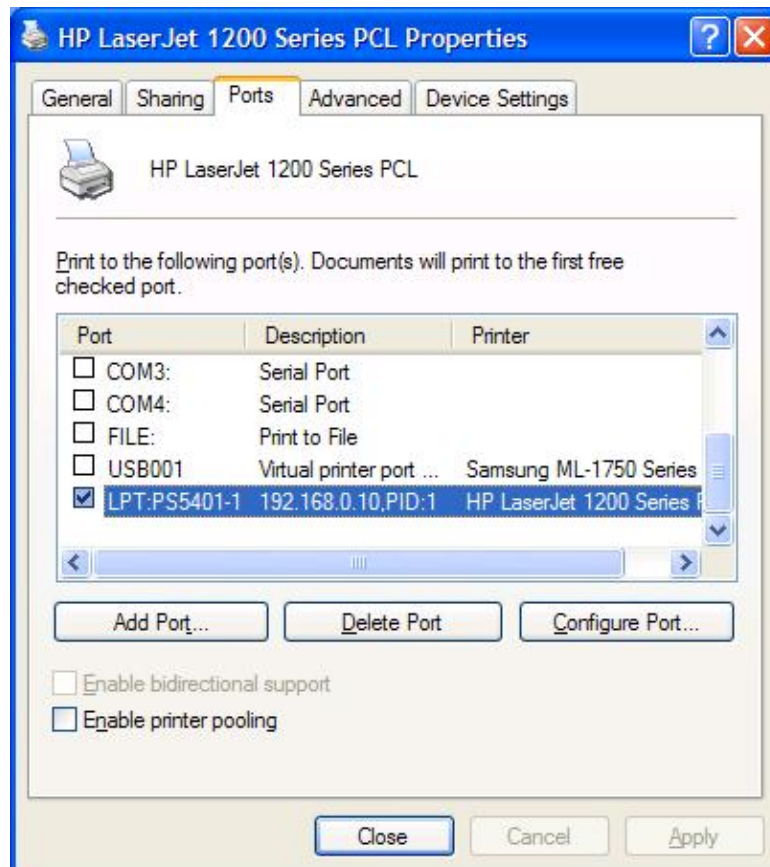 HP LaserJet 1200 Series PCL Properties
General Sharing Ports Advanced Device Settings
HP LaserJet 1200 Series PCL
Print to the following port(s). Documents will print to the first free
checked port.
Port Description Printer
COM3: Serial Port
COM4: Serial Port
FILE: Print to File
USB001 Virtual printer port ... Samsung ML-1750 Series
LPT:PS5401-1 192.168.0.10,PID:1 HP LaserJet 1200 Series
Add Port... Delete Port Configure Port...
Enable bidirectional support
Enable printer pooling
Close Cancel Apply